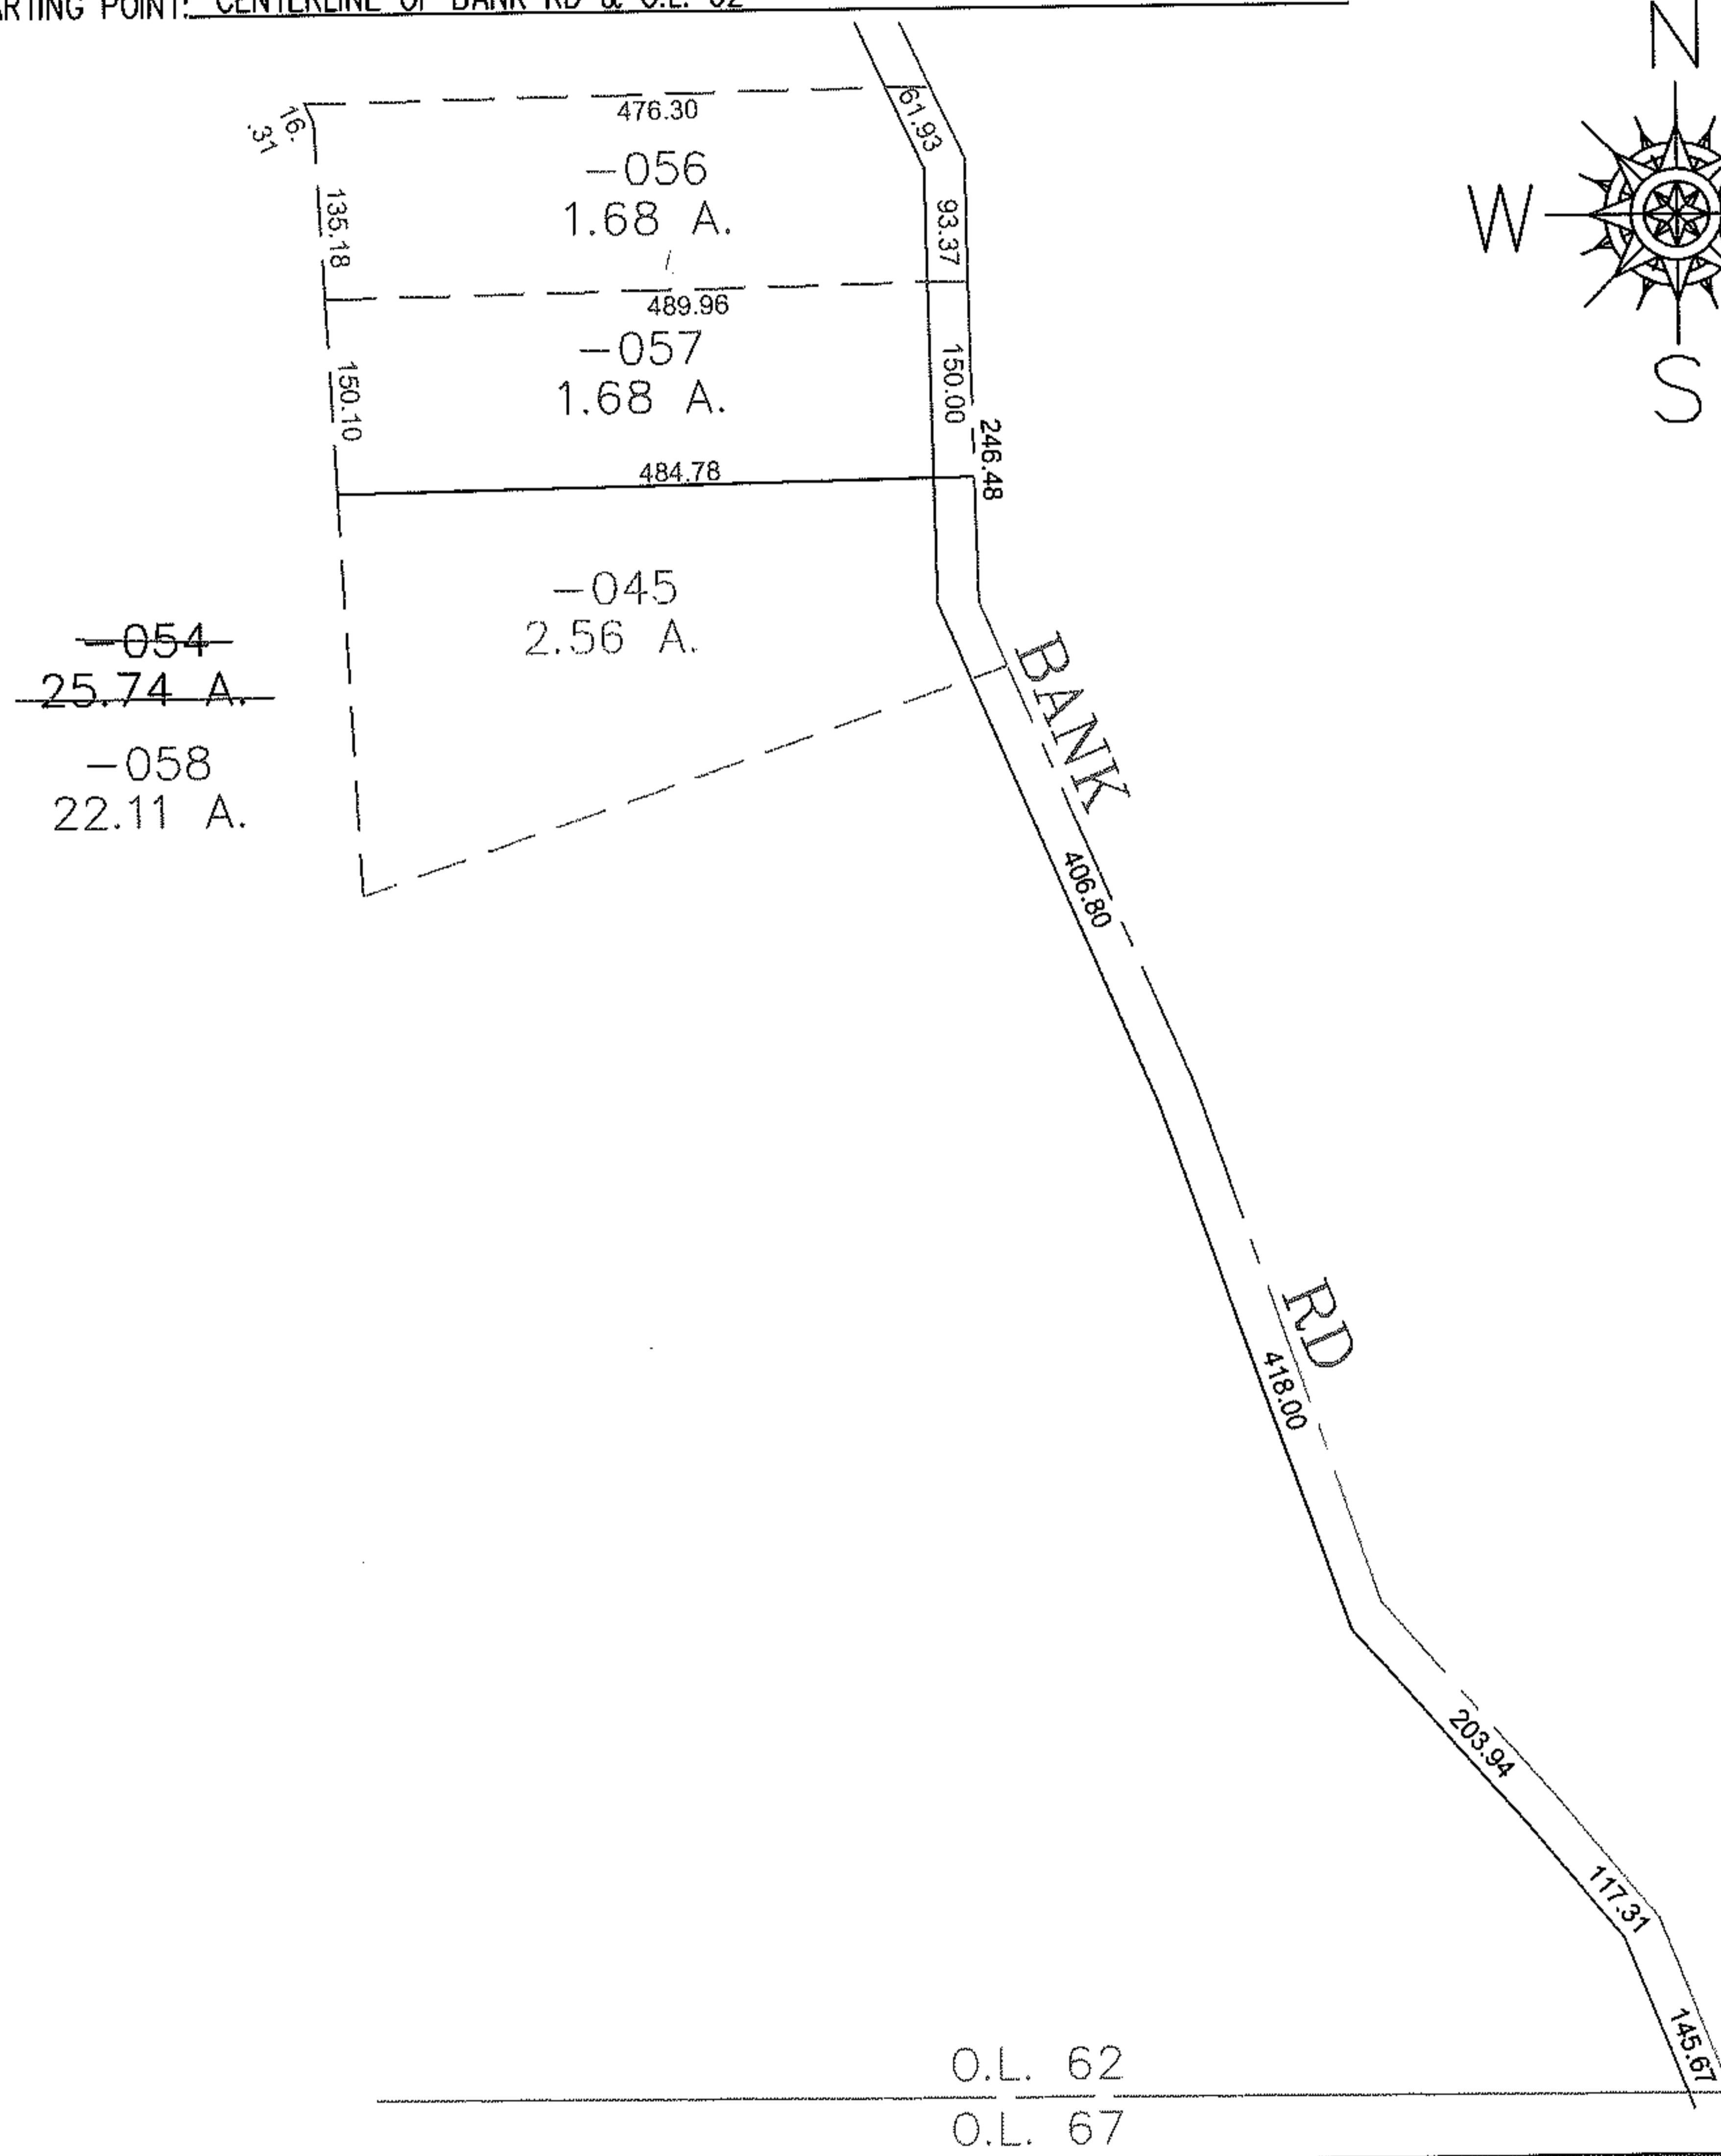 ARTING POINT: CENTERLINE OF BANK RD & O.L. 62
N
W
S
476.30
16.
.31
61.93
-056
1.68 A.
135.18
93.37
489.96
-057
1.68 A.
150.10
150.00
246.48
484.78
-045
2.56 A.
-054
25.74 A.
-058
22.11 A.
BANK
406.80
RD
418.00
203.94
117.31
145.67
O.L. 62
O.L. 67